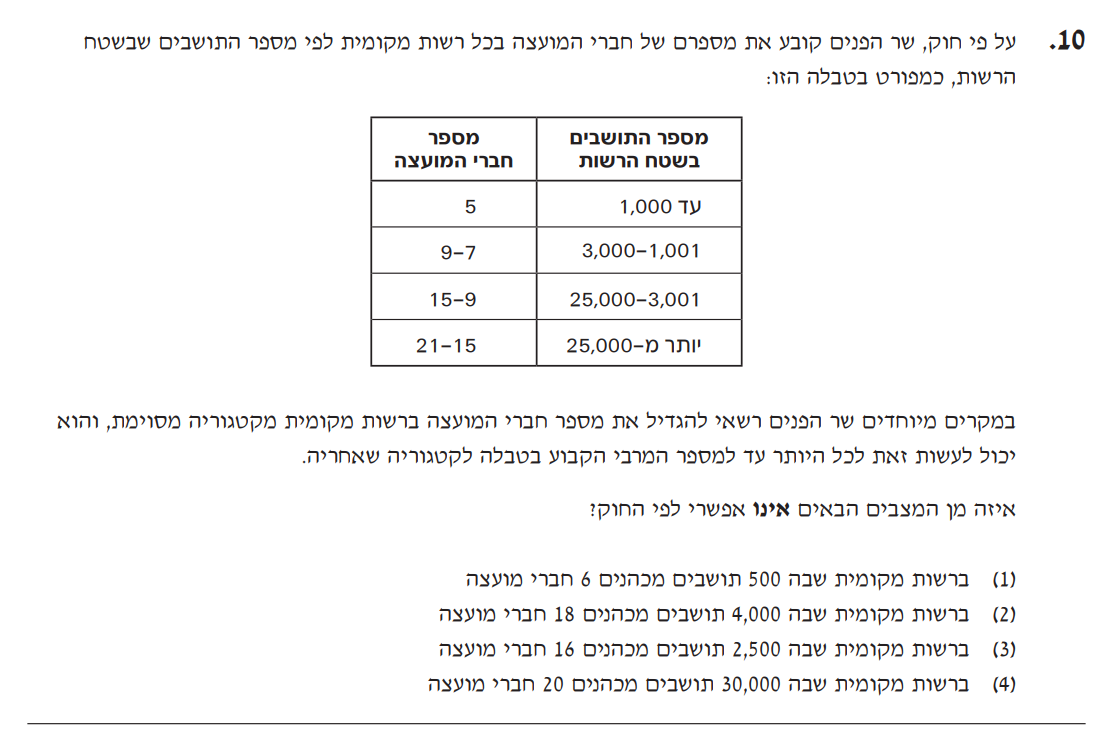 10. על פי חוק, שר הפנים קובע את מספרם של חברי המועצה בכל רשות מקומית לפי מספר התושבים שבשטח
הרשות, כמפורט בטבלה הזו:
מספר התושבים בשטח הרשות | מספר חברי המועצה
עד 1,000 | 5
3,000–1,001 | 9–7
25,000–3,001 | 15–9
יותר מ–25,000 | 21–15
במקרים מיוחדים שר הפנים רשאי להגדיל את מספר חברי המועצה ברשות מקומית מקטגוריה מסוימת, והוא
יכול לעשות זאת לכל היותר עד למספר המרבי הקבוע בטבלה לקטגוריה שאחריה.
איזה מן המצבים הבאים אינו אפשרי לפי החוק?
(1) ברשות מקומית שבה 500 תושבים מכהנים 6 חברי מועצה
(2) ברשות מקומית שבה 4,000 תושבים מכהנים 18 חברי מועצה
(3) ברשות מקומית שבה 2,500 תושבים מכהנים 16 חברי מועצה
(4) ברשות מקומית שבה 30,000 תושבים מכהנים 20 חברי מועצה